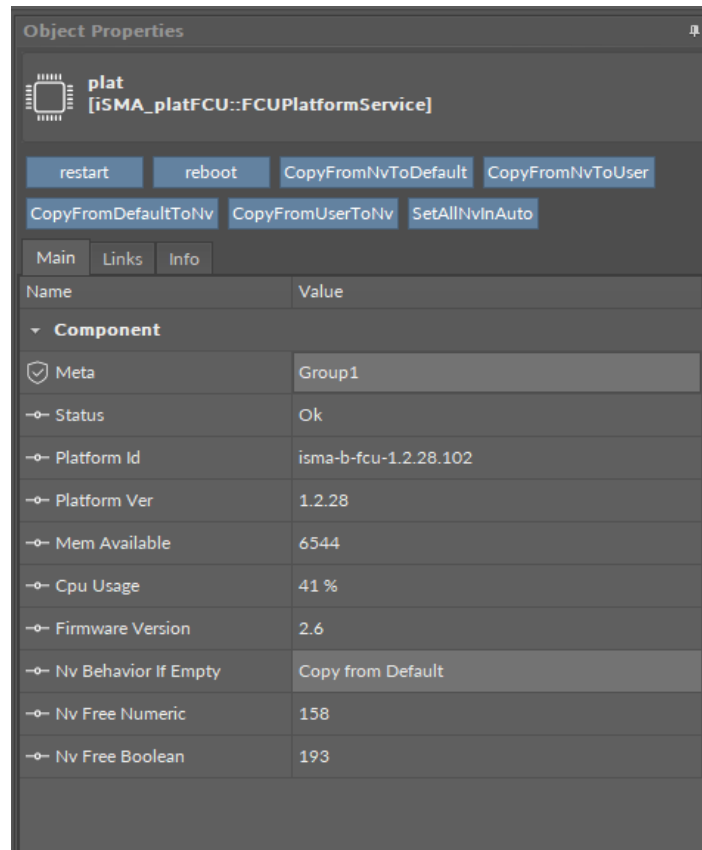 Object Properties
plat
[iSMA_platFCU::FCUPlatformService]
restart reboot CopyFromNvToDefault CopyFromNvToUser
CopyFromDefaultToNv CopyFromUserToNv SetAllNvInAuto
Main Links Info
Name Value
Component
Meta Group1
Status Ok
Platform Id isma-b-fcu-1.2.28.102
Platform Ver 1.2.28
Mem Available 6544
Cpu Usage 41 %
Firmware Version 2.6
Nv Behavior If Empty Copy from Default
Nv Free Numeric 158
Nv Free Boolean 193